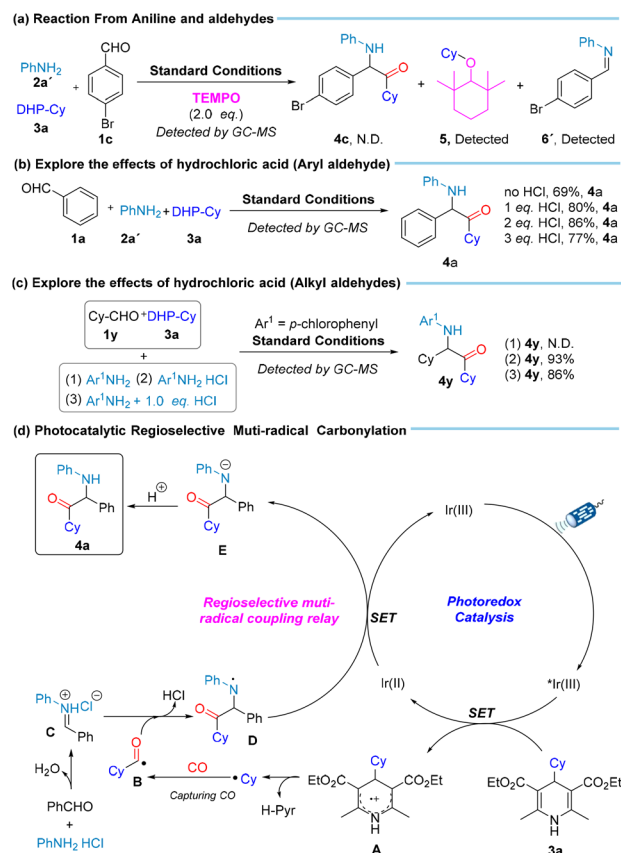 (a) Reaction From Aniline and aldehydes
PhNH2
2a´
DHP-Cy
3a
+
CHO
Br
1c
Standard Conditions
TEMPO
(2.0 eq.)
Detected by GC-MS
Ph
NH
O
Br
Cy
4c, N.D.
+
Cy
O
N
5, Detected
+
Ph
N
Br
6´, Detected
(b) Explore the effects of hydrochloric acid (Aryl aldehyde)
OHC
1a
+
PhNH2
2a´
+
DHP-Cy
3a
Standard Conditions
Detected by GC-MS
Ph
NH
O
Cy
4a
no HCl, 69%, 4a
1 eq. HCl, 80%, 4a
2 eq. HCl, 86%, 4a
3 eq. HCl, 77%, 4a
(c) Explore the effects of hydrochloric acid (Alkyl aldehydes)
Cy-CHO + DHP-Cy
1y 3a
+
(1) Ar1NH2 (2) Ar1NH2 HCl
(3) Ar1NH2 + 1.0 eq. HCl
Ar1 = p-chlorophenyl
Standard Conditions
Detected by GC-MS
Ar1
NH
Cy
O
Cy
4y
(1) 4y, N.D.
(2) 4y, 93%
(3) 4y, 86%
(d) Photocatalytic Regioselective Muti-radical Carbonylation
Ph
NH
O
Ph
Cy
4a
H+
Ph
N
−
O
Ph
Cy
E
Ir(III)
Regioselective muti-
radical coupling relay
SET
Photoredox
Catalysis
Ir(II)
*Ir(III)
SET
Ph
+
NHCl −
Ph
C
HCl
O
Cy
B
Ph
N
O
Ph
Cy
D
H2O
PhCHO
+
PhNH2 HCl
CO
Capturing CO
•Cy
H-Pyr
Cy
EtO2C
CO2Et
•+
N
H
A
Cy
EtO2C
CO2Et
N
H
3a